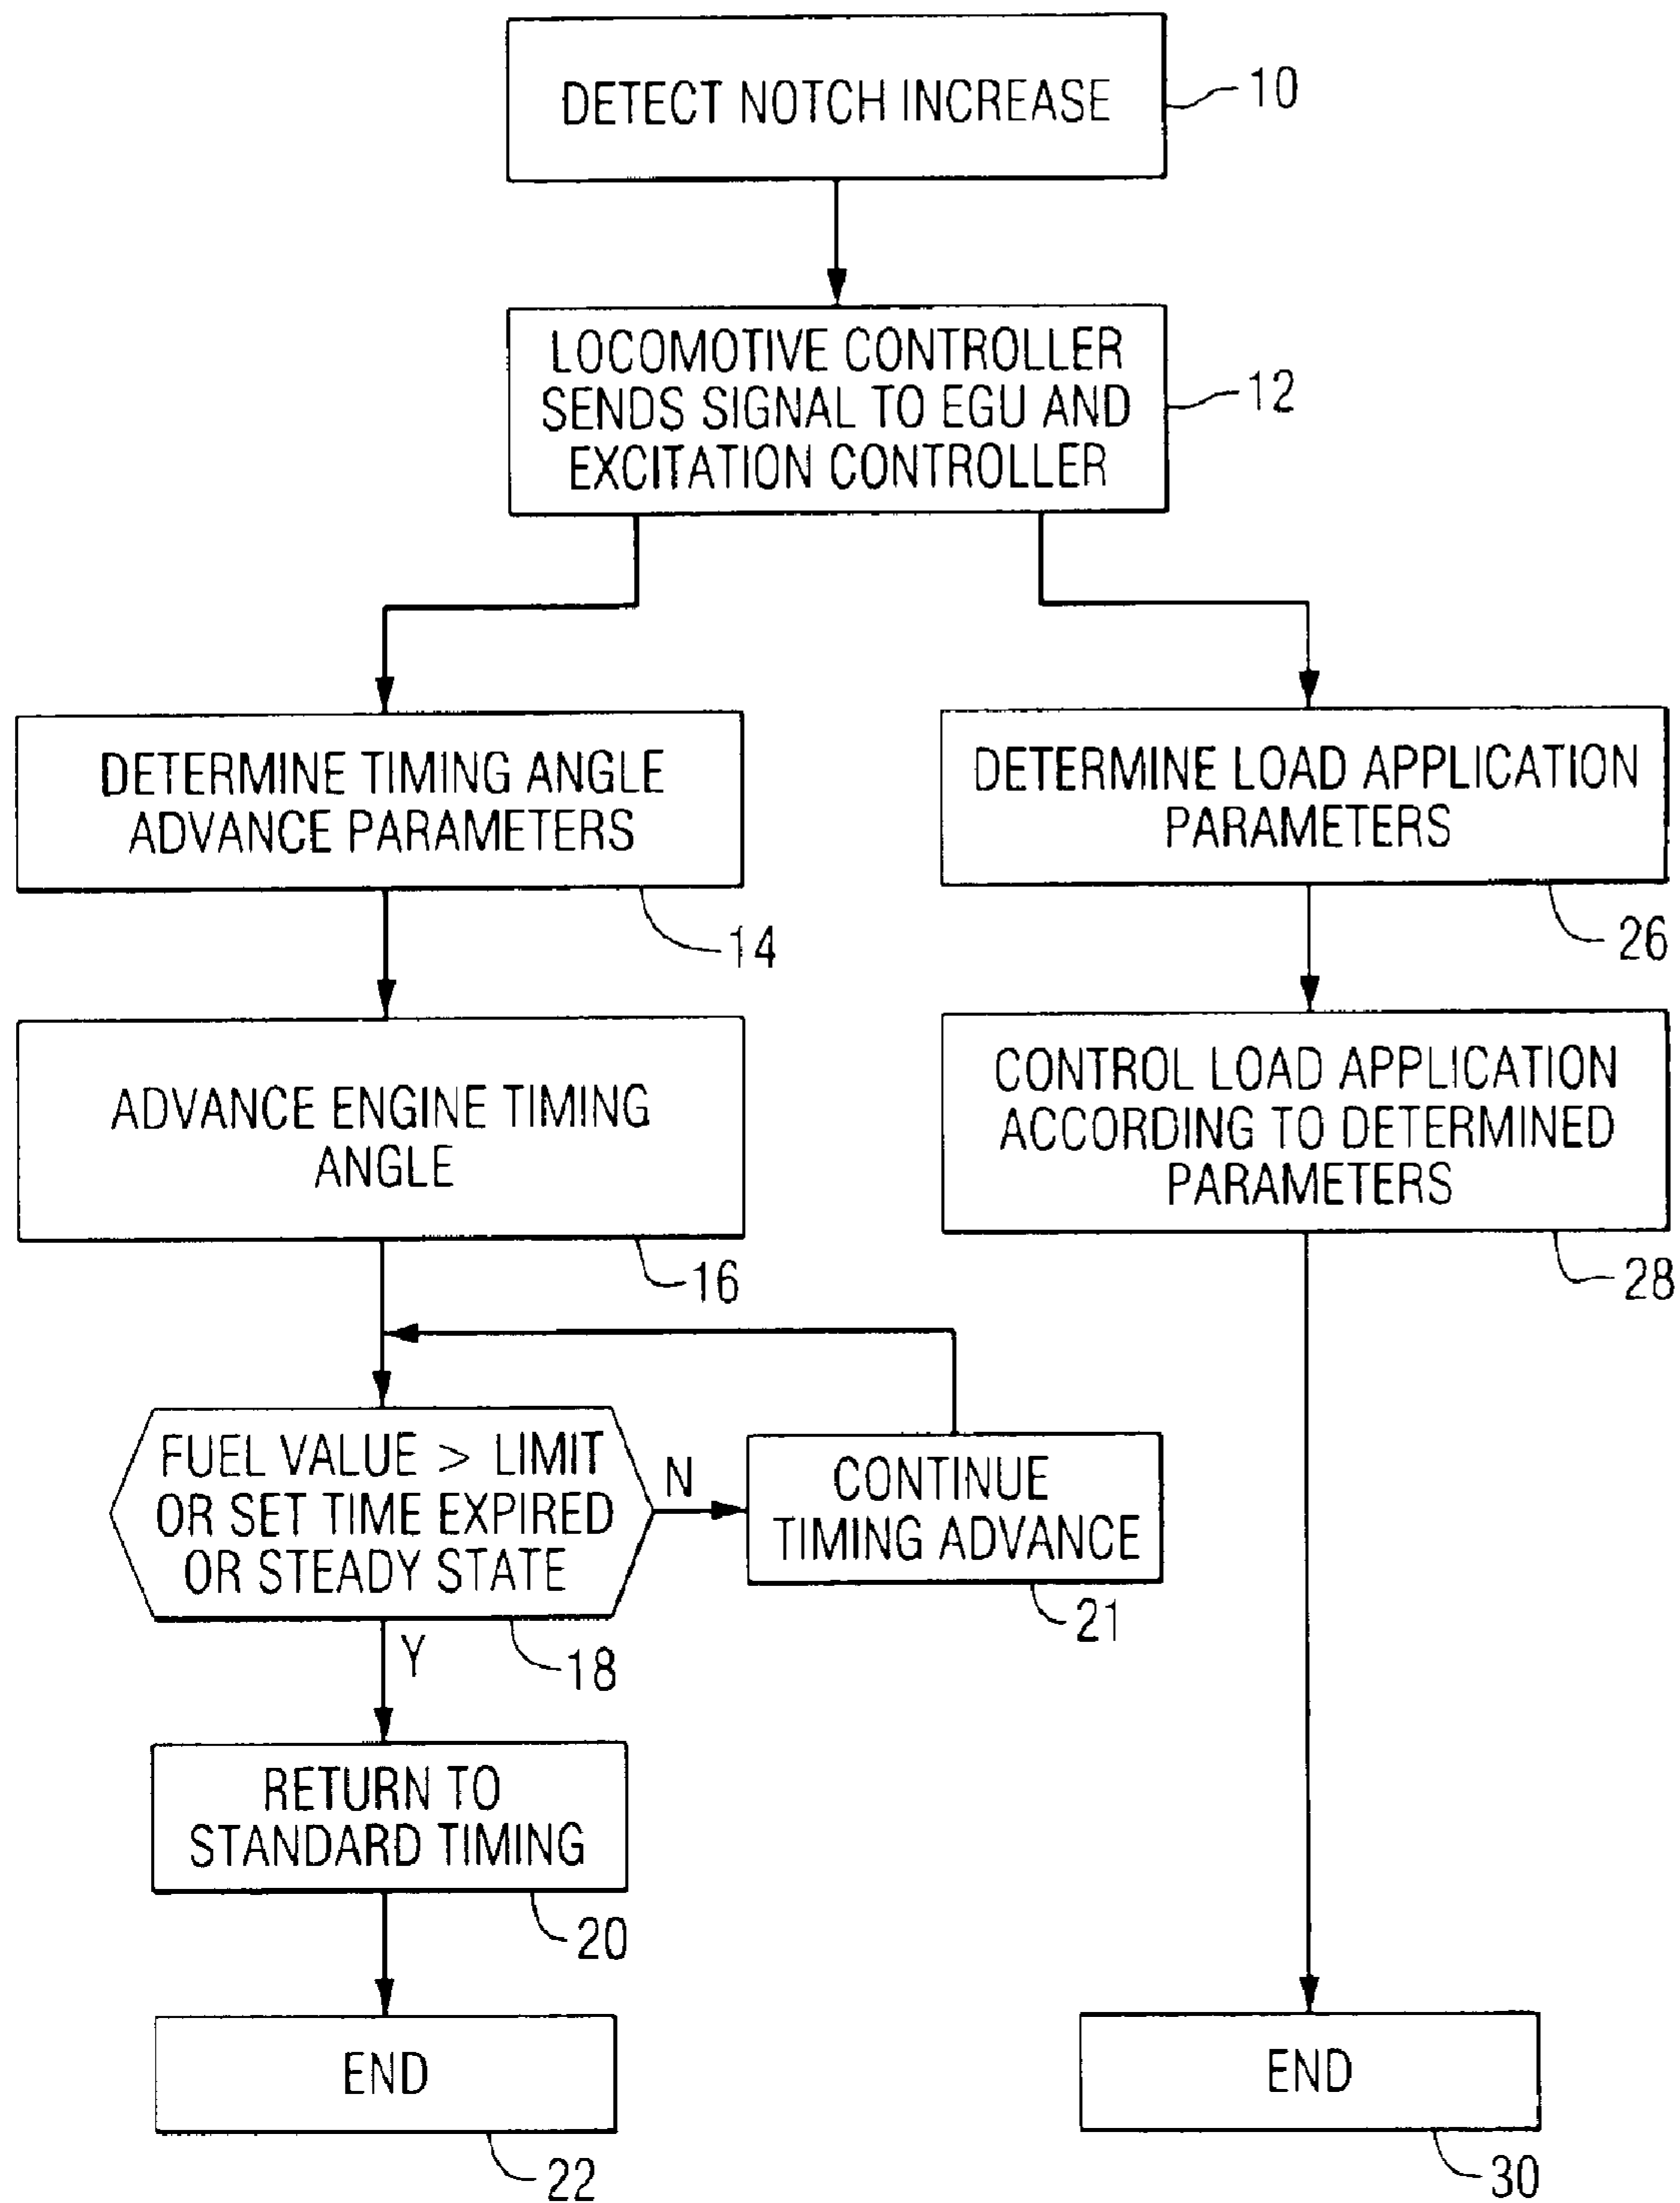 DETECT NOTCH INCREASE
10
LOCOMOTIVE CONTROLLER
SENDS SIGNAL TO EGU AND
EXCITATION CONTROLLER
12
DETERMINE TIMING ANGLE
ADVANCE PARAMETERS
14
DETERMINE LOAD APPLICATION
PARAMETERS
26
ADVANCE ENGINE TIMING
ANGLE
16
CONTROL LOAD APPLICATION
ACCORDING TO DETERMINED
PARAMETERS
28
FUEL VALUE > LIMIT
OR SET TIME EXPIRED
OR STEADY STATE
18
N
CONTINUE
TIMING ADVANCE
21
Y
RETURN TO
STANDARD TIMING
20
END
22
END
30